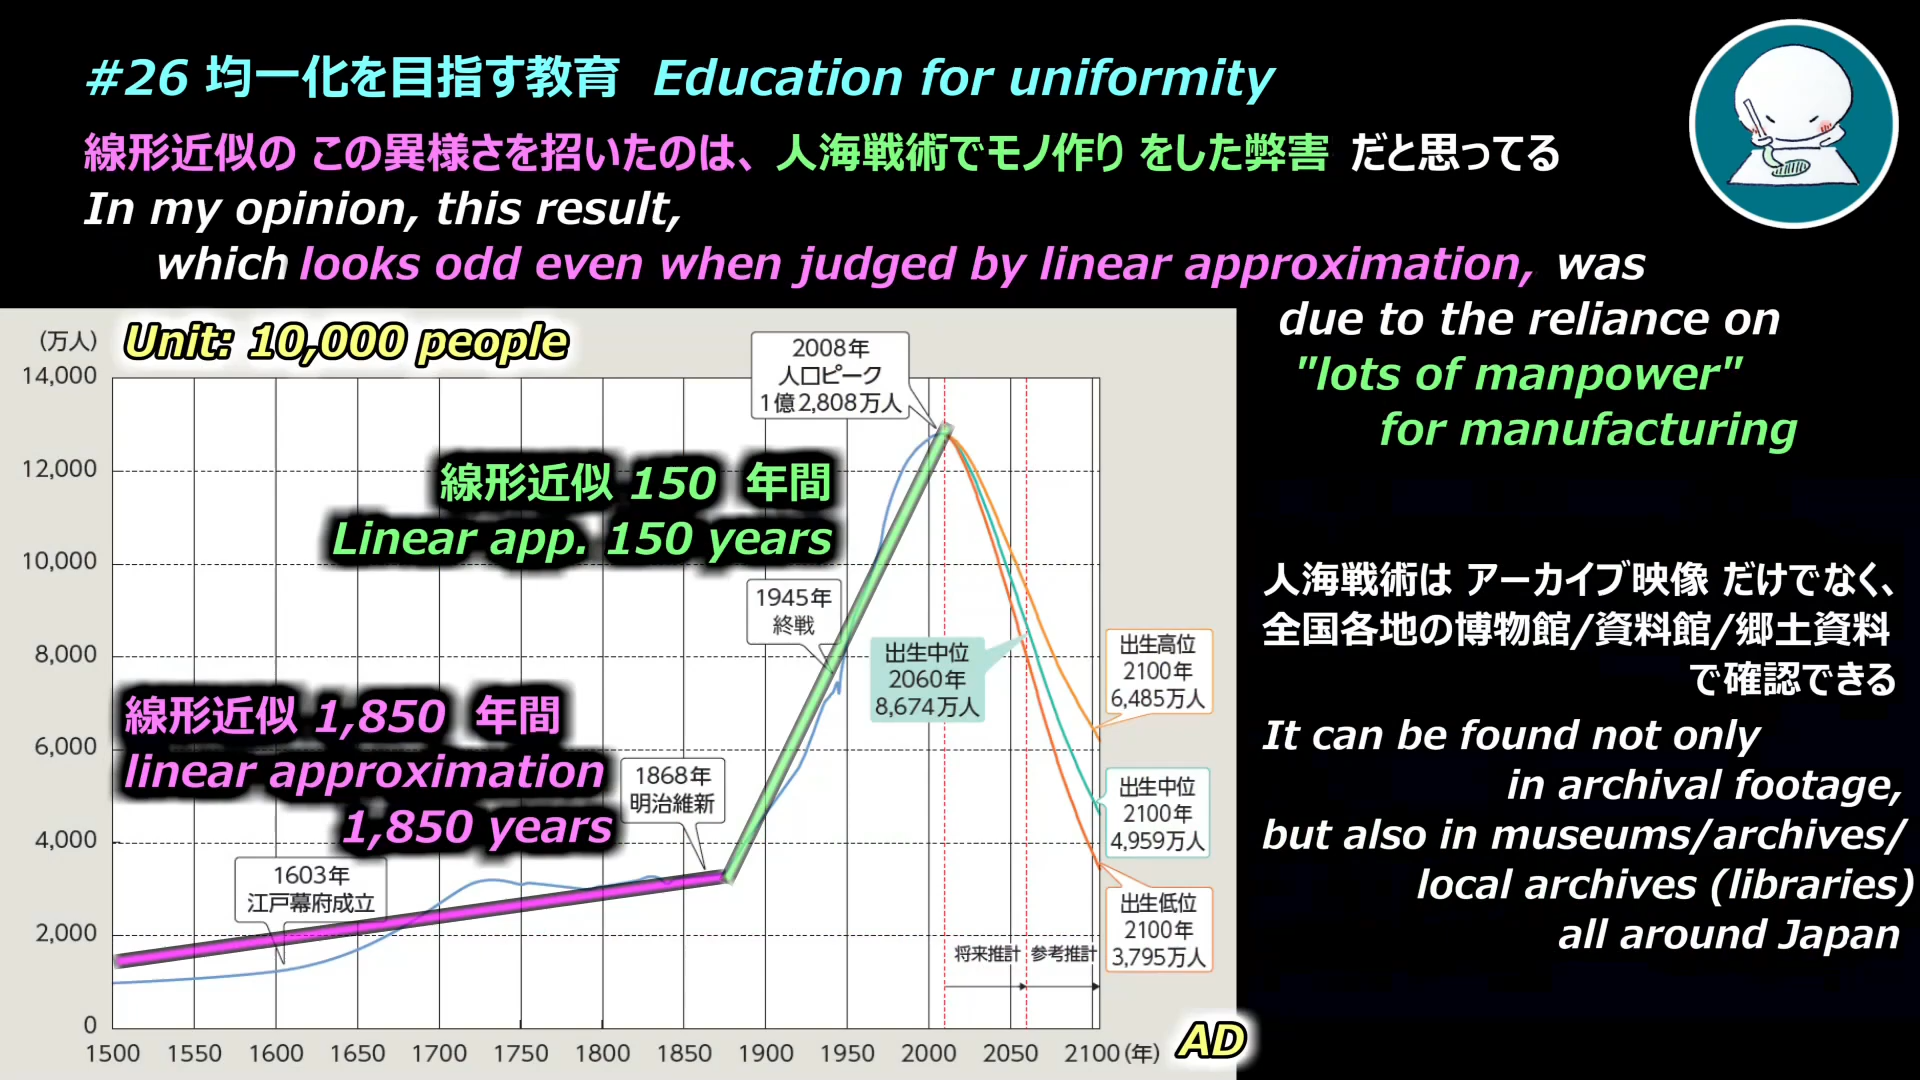 #26 均一化を目指す教育 Education for uniformity
線形近似の この異様さを招いたのは、人海戦術でモノ作り をした弊害 だと思ってる
In my opinion, this result,
which looks odd even when judged by linear approximation, was
due to the reliance on
"lots of manpower"
for manufacturing
(万人) Unit: 10,000 people
14,000
12,000
10,000
8,000
6,000
4,000
2,000
0
2008年
人口ピーク
1億2,808万人
線形近似 150 年間
Linear app. 150 years
1945年
終戦
出生中位
2060年
8,674万人
線形近似 1,850 年間
linear approximation
1,850 years
1868年
明治維新
1603年
江戸幕府成立
出生高位
2100年
6,485万人
出生中位
2100年
4,959万人
出生低位
2100年
3,795万人
将来推計 参考推計
1500 1550 1600 1650 1700 1750 1800 1850 1900 1950 2000 2050 2100(年) AD
人海戦術は アーカイブ映像 だけでなく、
全国各地の博物館/資料館/郷土資料
で確認できる
It can be found not only
in archival footage,
but also in museums/archives/
local archives (libraries)
all around Japan